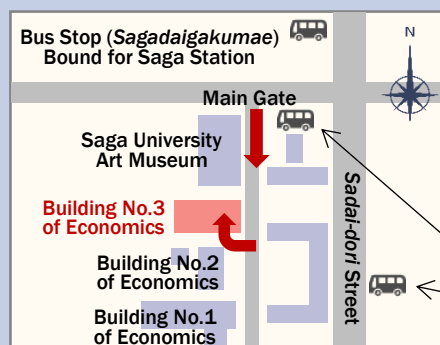 Bus Stop (Sagadaigakumae)
Bound for Saga Station
N
Main Gate
Saga University
Art Museum
Building No.3
of Economics
Building No.2
of Economics
Building No.1
of Economics
Sadai-dori Street